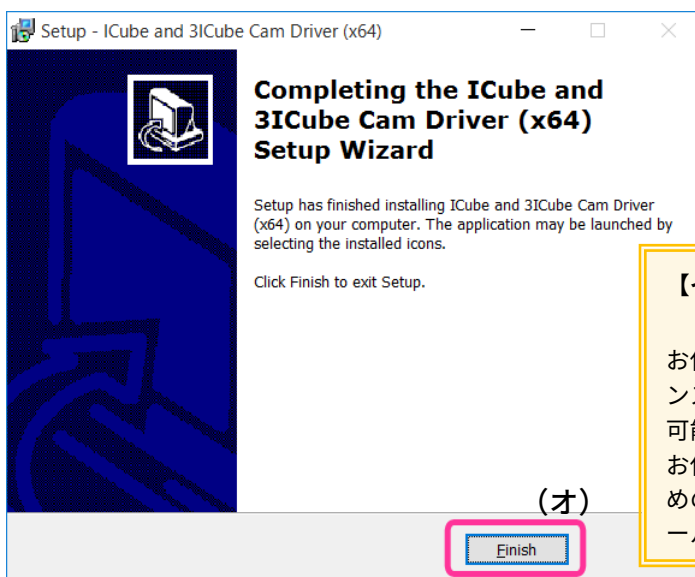 Setup - ICube and 3ICube Cam Driver (x64)
Completing the ICube and
3ICube Cam Driver (x64)
Setup Wizard
Setup has finished installing ICube and 3ICube Cam Driver
(x64) on your computer. The application may be launched by
selecting the installed icons.
Click Finish to exit Setup.
【
お
ン
可
お
めの
ー
（オ）
Finish